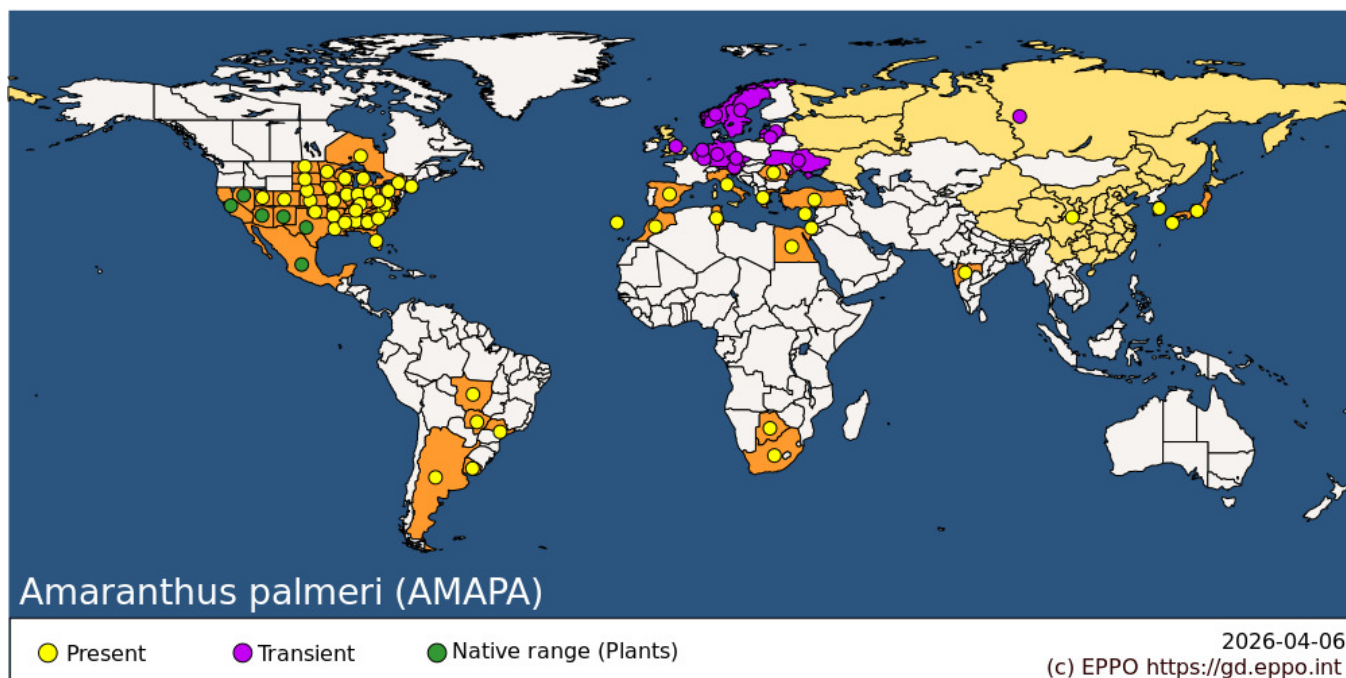 Amaranthus palmeri (AMAPA)
Present
Transient
Native range (Plants)
2026-04-06
(c) EPPO https://gd.eppo.int